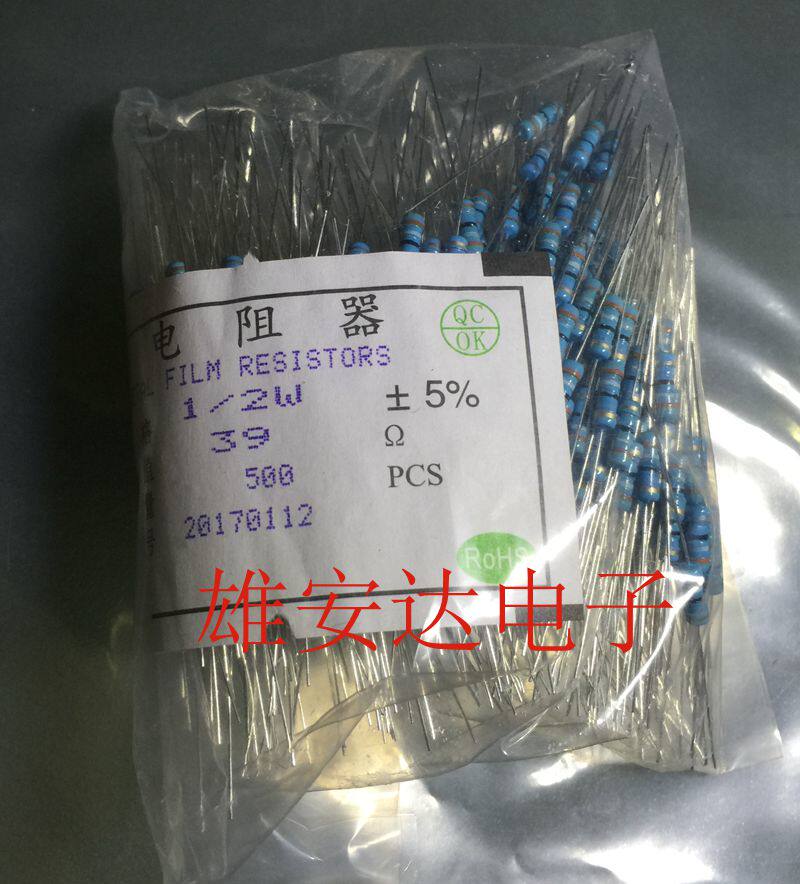 电 阻 器
QC
OK
FILM RESISTORS
1/2W ± 5%
39 Ω
500 PCS
20170112
RoHS
雄安达电子